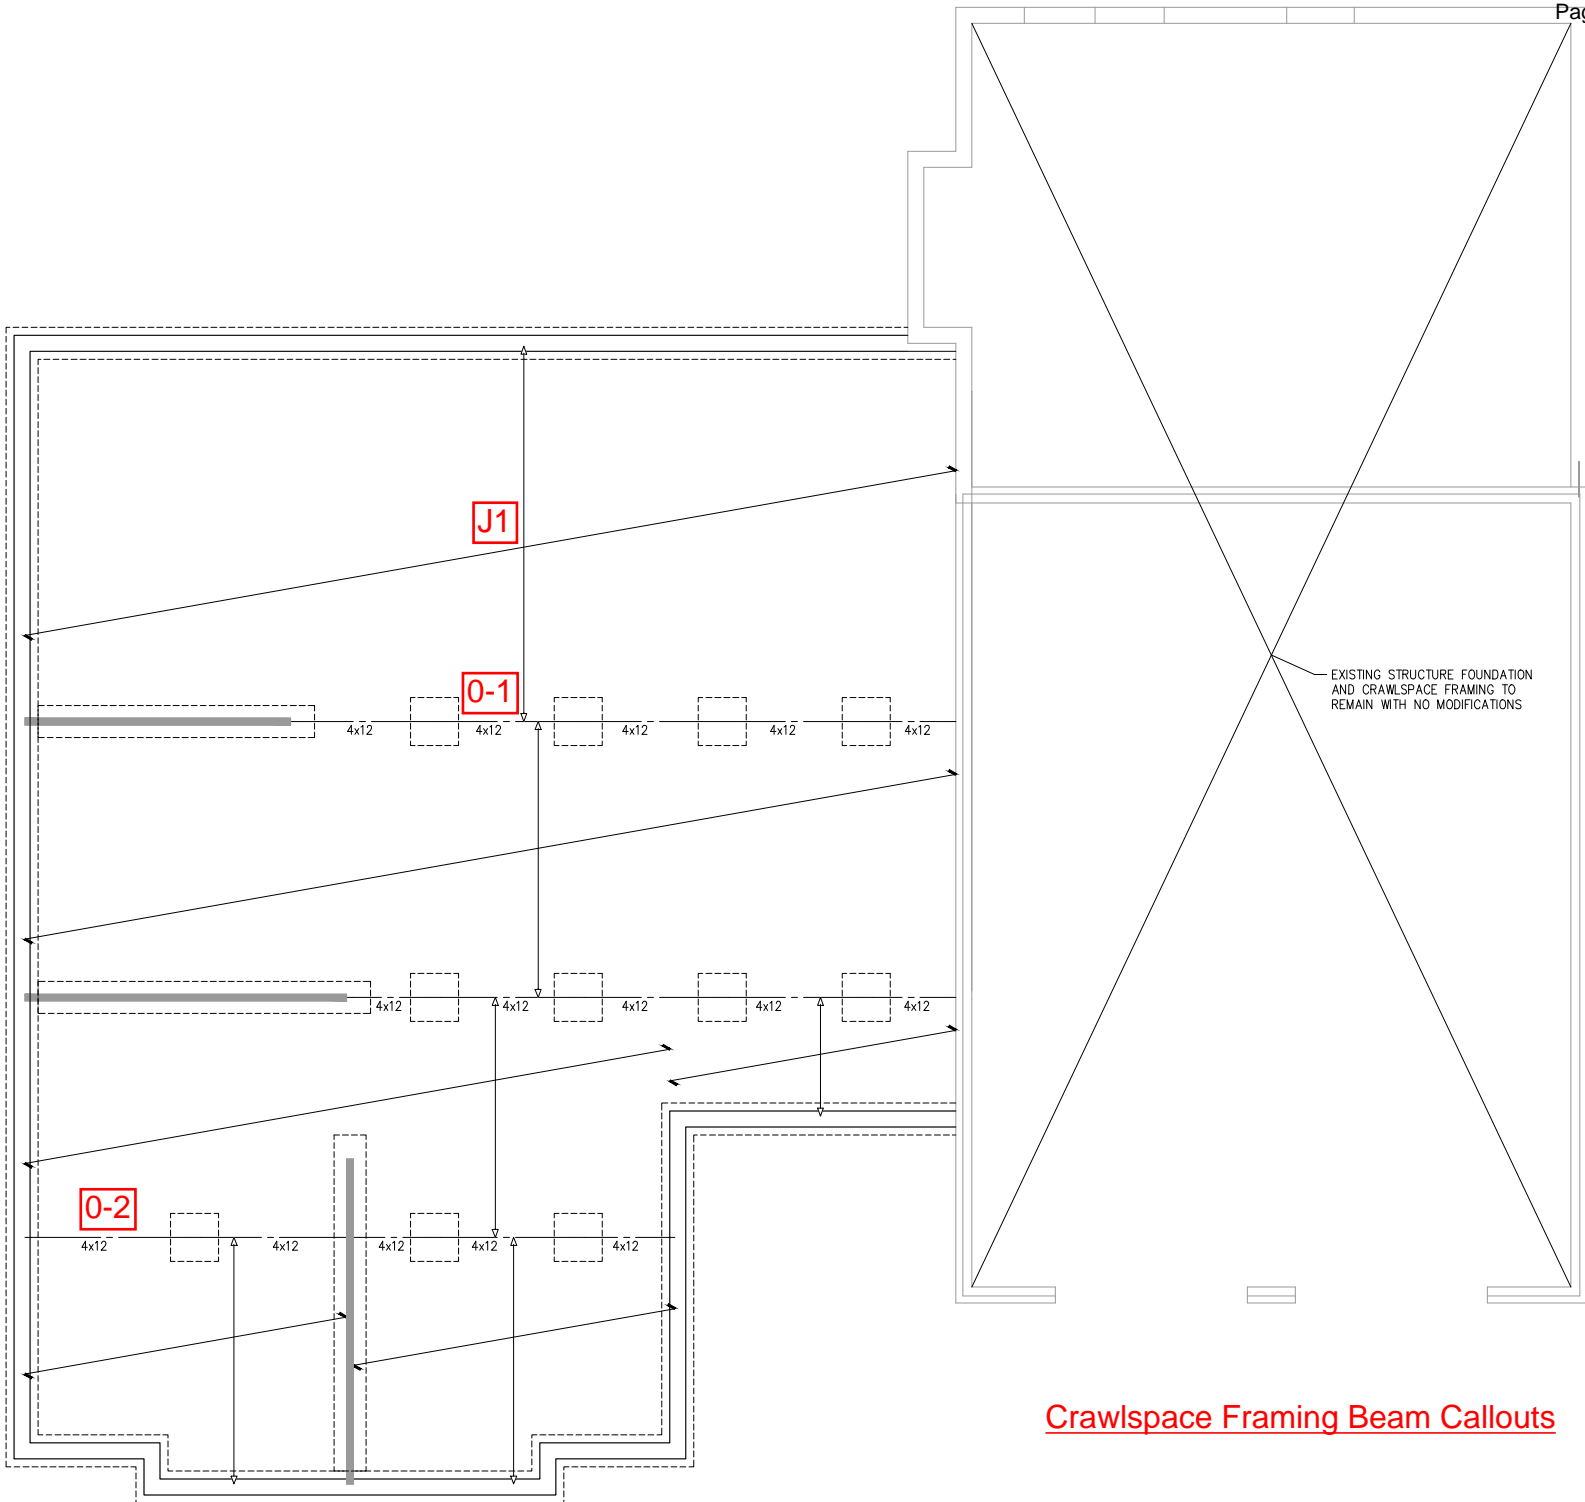 Pag
J1
0-1
4x12
4x12
4x12
4x12
4x12
EXISTING STRUCTURE FOUNDATION
AND CRAWLSPACE FRAMING TO
REMAIN WITH NO MODIFICATIONS
4x12
4x12
4x12
4x12
4x12
0-2
4x12
4x12
4x12
4x12
4x12
Crawlspace Framing Beam Callouts